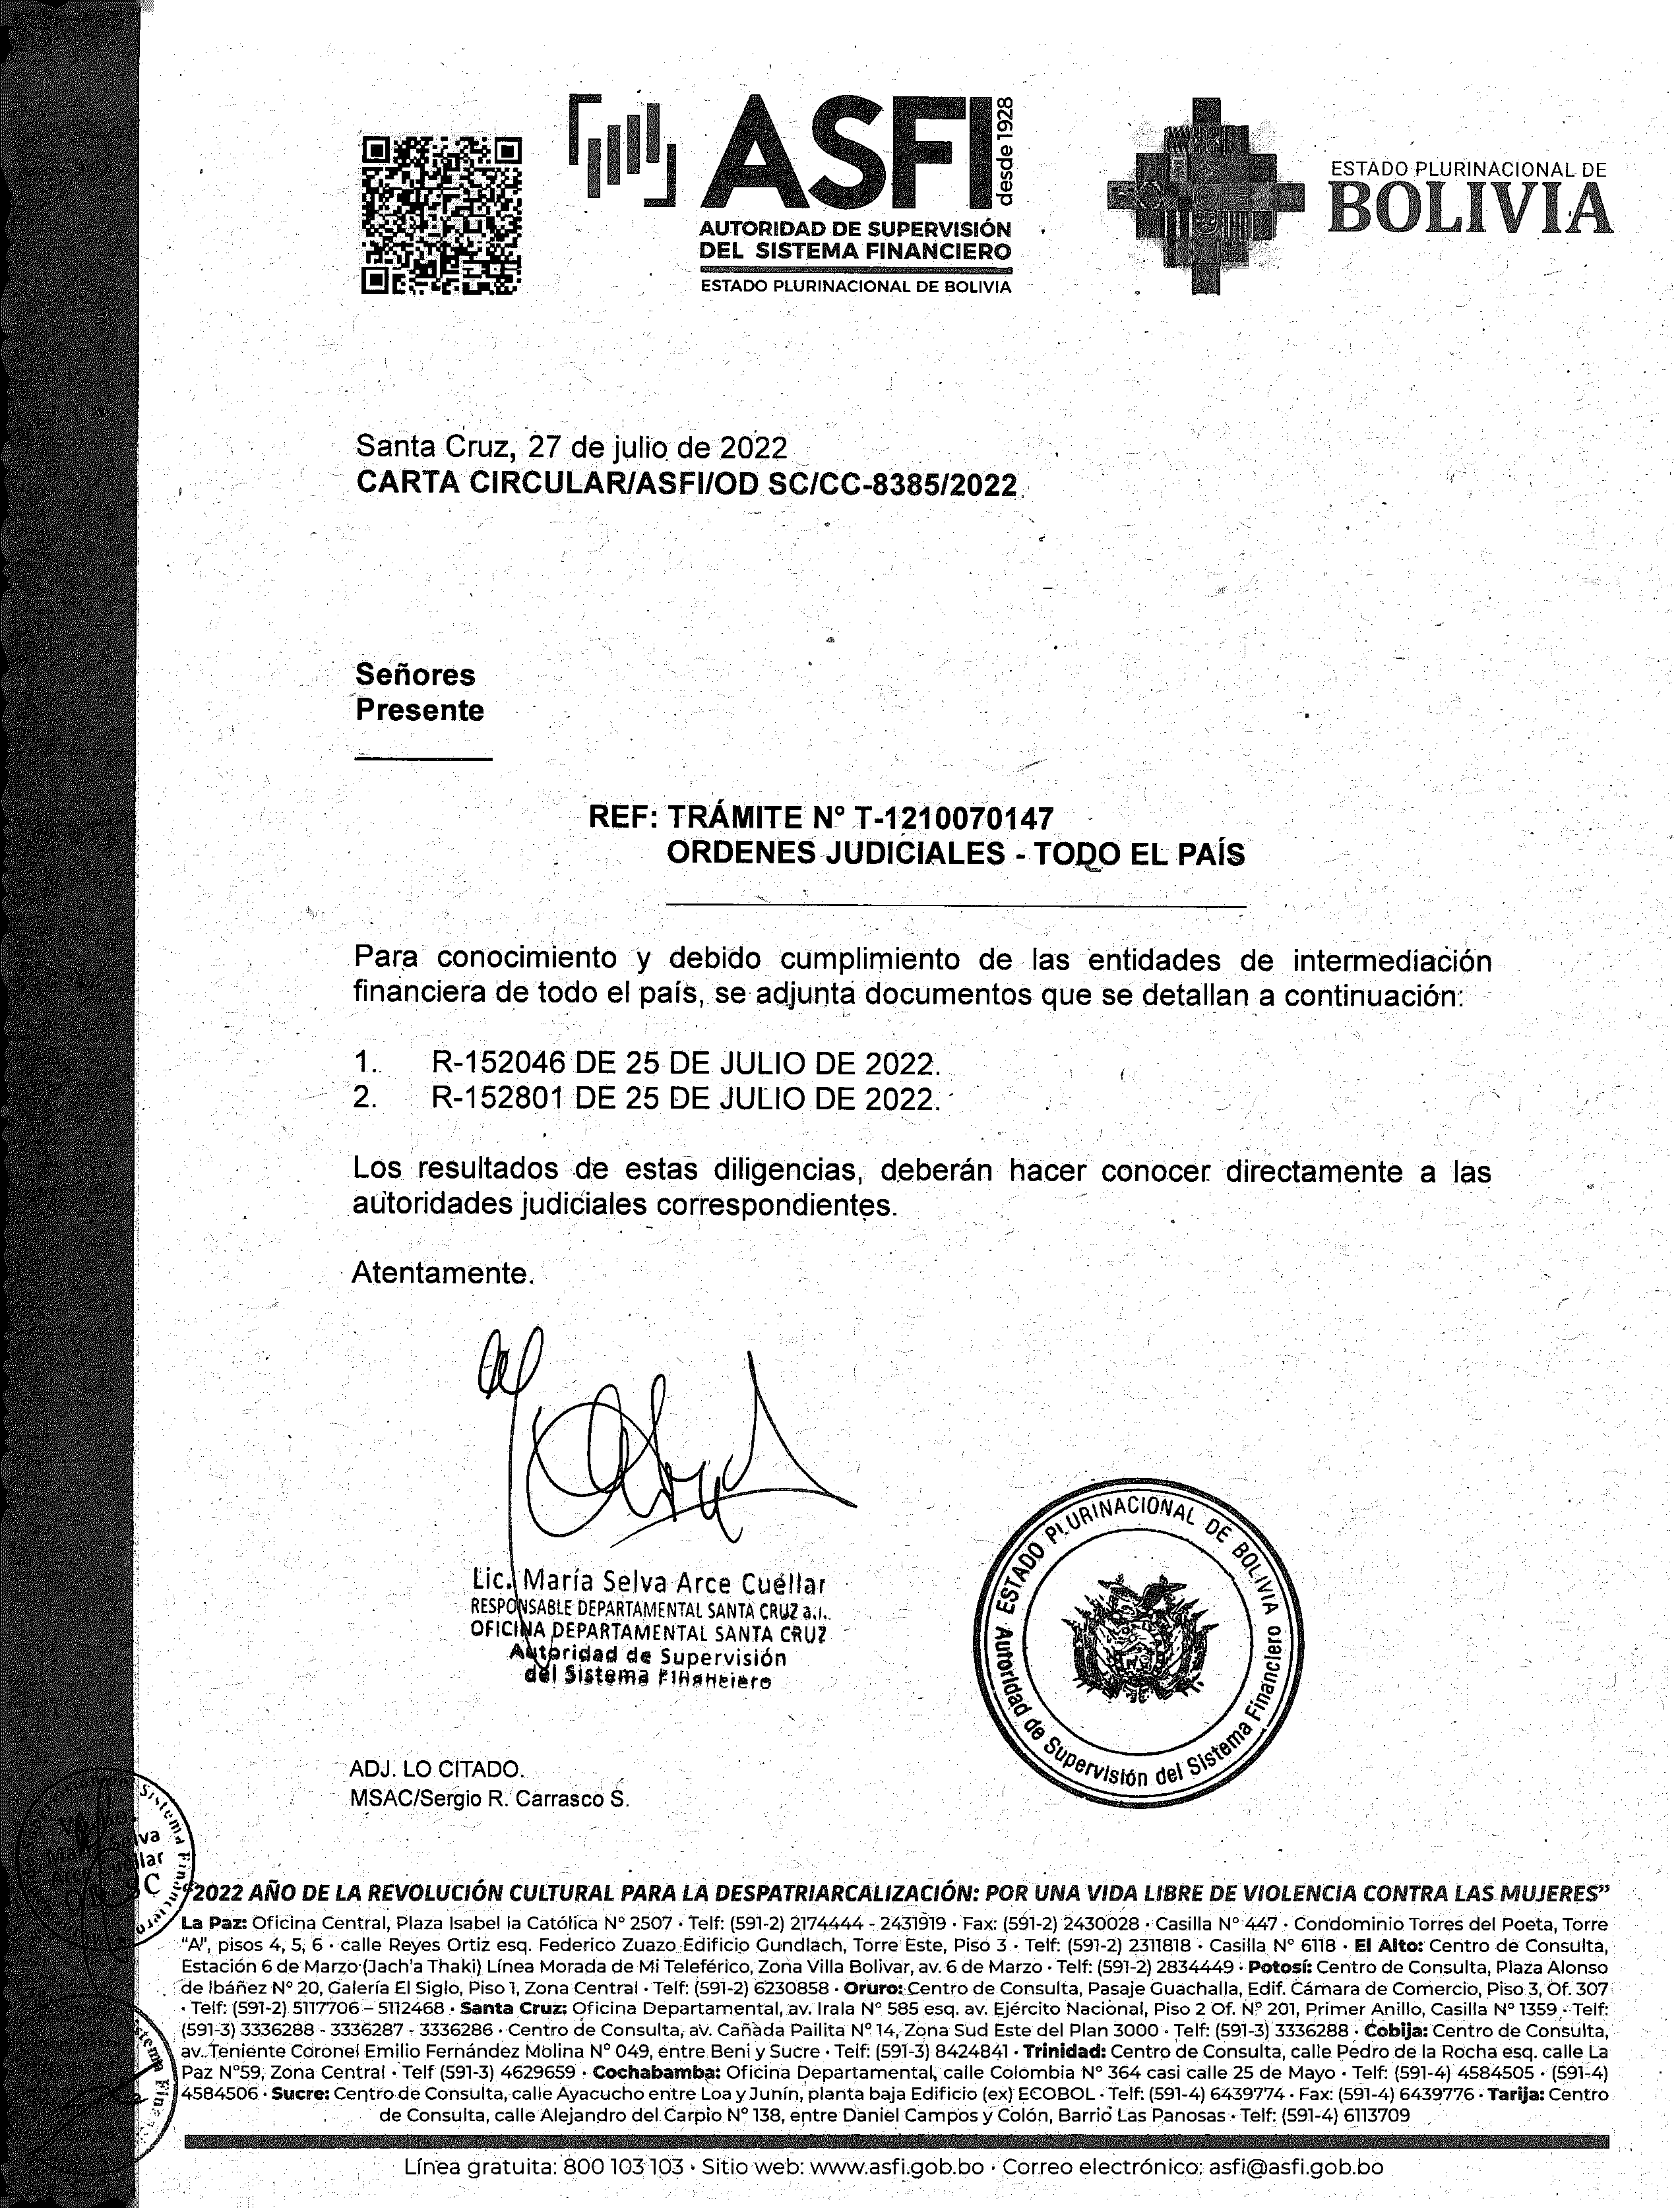 ASFI
desde 1928
AUTORIDAD DE SUPERVISIÓN
DEL SISTEMA FINANCIERO
ESTADO PLURINACIONAL DE BOLIVIA
ESTADO PLURINACIONAL DE
BOLIVIA
Santa Cruz, 27 de julio de 2022
CARTA CIRCULAR/ASFI/OD SC/CC-8385/2022
Señores
Presente
REF: TRÁMITE N° T-1210070147
ORDENES JUDICIALES - TODO EL PAÍS
Para conocimiento y debido cumplimiento de las entidades de intermediación
financiera de todo el país, se adjunta documentos que se detallan a continuación:
1. R-152046 DE 25 DE JULIO DE 2022.
2. R-152801 DE 25 DE JULIO DE 2022.
Los resultados de estas diligencias, deberán hacer conocer directamente a las
autoridades judiciales correspondientes.
Atentamente.
Lic. María Selva Arce Cuéllar
RESPONSABLE DEPARTAMENTAL SANTA CRUZ a.i.
OFICINA DEPARTAMENTAL SANTA CRUZ
Autoridad de Supervisión
del Sistema Financiero
ESTADO PLURINACIONAL DE BOLIVIA
Autoridad de Supervisión del Sistema Financiero
ADJ. LO CITADO.
MSAC/Sergio R. Carrasco S.
"2022 AÑO DE LA REVOLUCIÓN CULTURAL PARA LA DESPATRIARCALIZACIÓN: POR UNA VIDA LIBRE DE VIOLENCIA CONTRA LAS MUJERES"
La Paz: Oficina Central, Plaza Isabel la Católica N° 2507 · Telf: (591-2) 2174444 - 2431919 · Fax: (591-2) 2430028 · Casilla N° 447 · Condominio Torres del Poeta, Torre
"A", pisos 4, 5, 6 · calle Reyes Ortiz esq. Federico Zuazo Edificio Gundlach, Torre Este, Piso 3 · Telf: (591-2) 2311818 · Casilla N° 6118 · El Alto: Centro de Consulta,
Estación 6 de Marzo (Jach'a Thaki) Línea Morada de Mi Teleférico, Zona Villa Bolivar, av. 6 de Marzo · Telf: (591-2) 2834449 · Potosí: Centro de Consulta, Plaza Alonso
de Ibáñez N° 20, Galería El Siglo, Piso 1, Zona Central · Telf: (591-2) 6230858 · Oruro: Centro de Consulta, Pasaje Guachalla, Edif. Cámara de Comercio, Piso 3, Of. 307
· Telf: (591-2) 5117706 – 5112468 · Santa Cruz: Oficina Departamental, av. Irala N° 585 esq. av. Ejército Nacional, Piso 2 Of. N° 201, Primer Anillo, Casilla N° 1359 · Telf:
(591-3) 3336288 - 3336287 - 3336286 · Centro de Consulta, av. Cañada Pailita N° 14, Zona Sud Este del Plan 3000 · Telf: (591-3) 3336288 · Cobija: Centro de Consulta,
av. Teniente Coronel Emilio Fernández Molina N° 049, entre Beni y Sucre · Telf: (591-3) 8424841 · Trinidad: Centro de Consulta, calle Pedro de la Rocha esq. calle La
Paz N°59, Zona Central · Telf (591-3) 4629659 · Cochabamba: Oficina Departamental, calle Colombia N° 364 casi calle 25 de Mayo · Telf: (591-4) 4584505 · (591-4)
4584506 · Sucre: Centro de Consulta, calle Ayacucho entre Loa y Junín, planta baja Edificio (ex) ECOBOL · Telf: (591-4) 6439774 · Fax: (591-4) 6439776 · Tarija: Centro
de Consulta, calle Alejandro del Carpio N° 138, entre Daniel Campos y Colón, Barrio Las Panosas · Telf: (591-4) 6113709
Línea gratuita: 800 103 103 · Sitio web: www.asfi.gob.bo · Correo electrónico: asfi@asfi.gob.bo